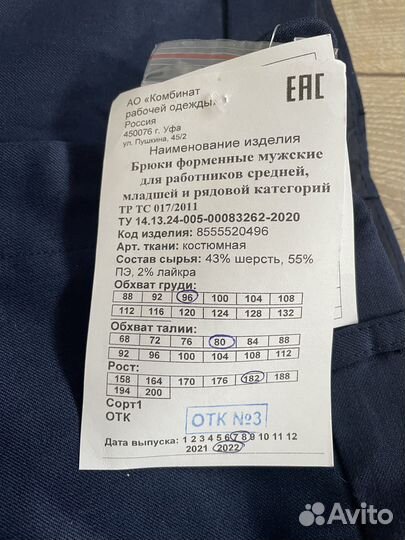 АО «Комбинат
рабочей одежды»
Россия
450076 г. Уфа
ул. Пушкина, 45/2
EAC
Наименование изделия
Брюки форменные мужские
для работников средней,
младшей и рядовой категорий
ТР ТС 017/2011
ТУ 14.13.24-005-00083262-2020
Код изделия: 8555520496
Арт. ткани: костюмная
Состав сырья: 43% шерсть, 55%
ПЭ, 2% лайкра
Обхват груди:
88 92 96 100 104 108
112 116 120 124 128 132
Обхват талии:
68 72 76 80 84 88
92 96 100 104 108 112
Рост:
158 164 170 176 182 188
194 200
Сорт1
ОТК
ОТК №3
Дата выпуска: 1 2 3 4 5 6 7 8 9 10 11 12
2021 2022
Avito